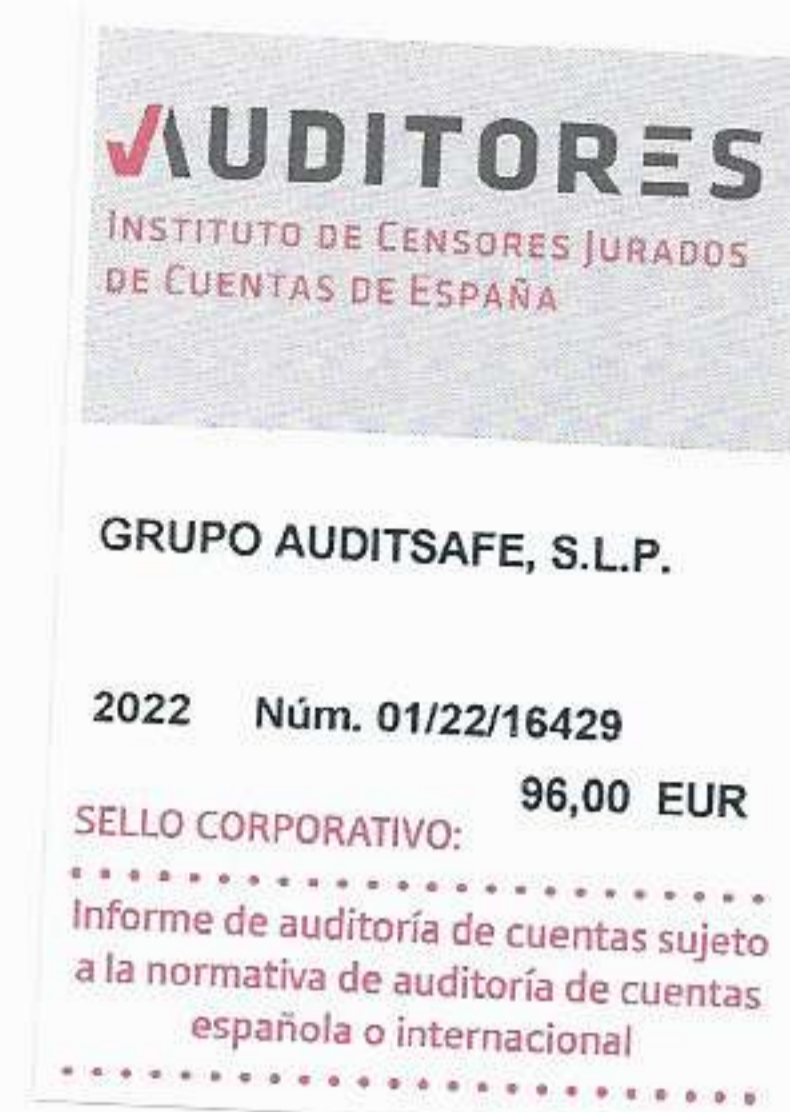 AUDITORES
INSTITUTO DE CENSORES JURADOS
DE CUENTAS DE ESPAÑA
GRUPO AUDITSAFE, S.L.P.
2022 Núm. 01/22/16429
96,00 EUR
SELLO CORPORATIVO:
Informe de auditoría de cuentas sujeto
a la normativa de auditoría de cuentas
española o internacional